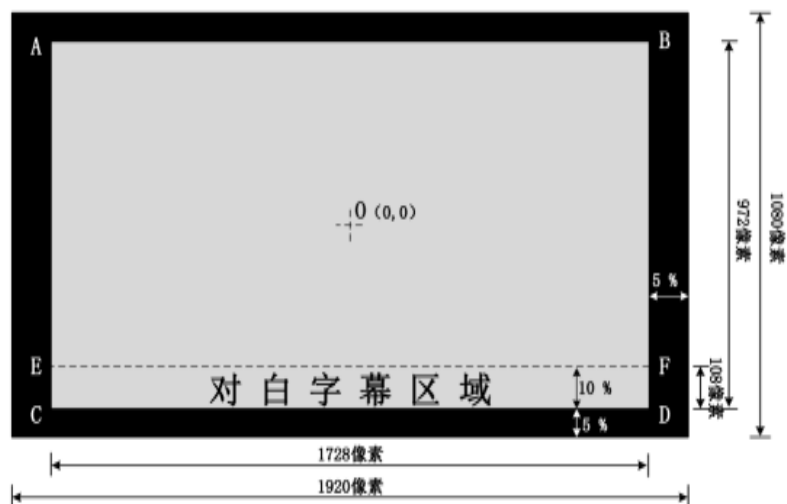 A
B
O (0,0)
972像素
1080像素
5 %
E
F
对白字幕区域
10 %
108像素
C
D
5 %
1728像素
1920像素